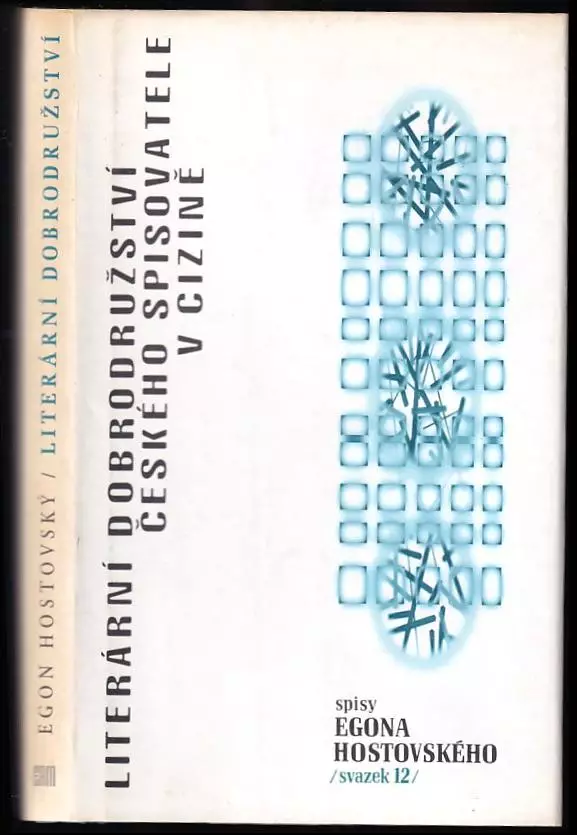 EGON HOSTOVSKÝ / LITERÁRNÍ DOBRODRUŽSTVÍ
LITERÁRNÍ DOBRODRUŽSTVÍ
ČESKÉHO SPISOVATELE
V CIZINĚ
spisy
EGONA
HOSTOVSKÉHO
/svazek 12/